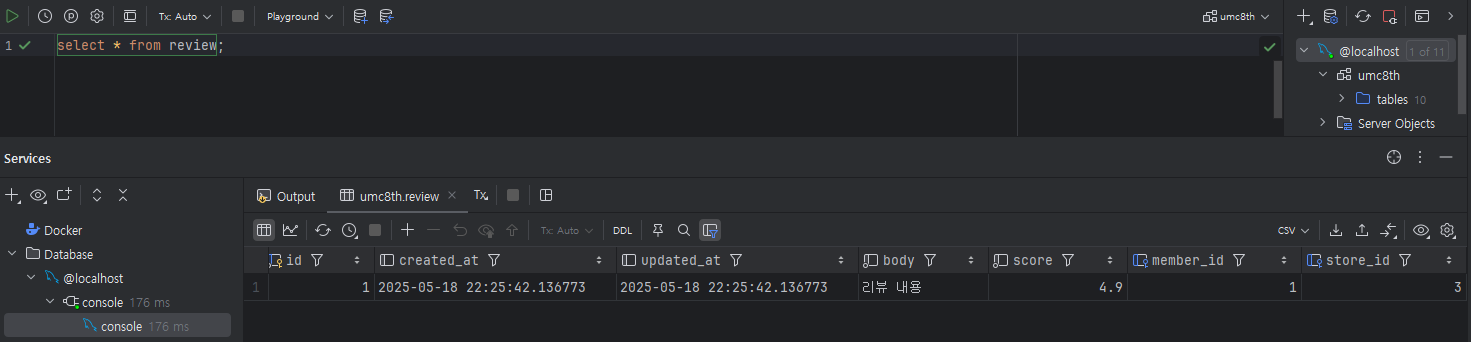 Tx: Auto
Playground
umc8th
1
select * from review;
@localhost 1 of 11
umc8th
tables 10
Server Objects
Services
Output
umc8th.review
Tx
Docker
Tx: Auto
DDL
CSV
Database
id
created_at
updated_at
body
score
member_id
store_id
@localhost
1
1
2025-05-18 22:25:42.136773
2025-05-18 22:25:42.136773
리뷰 내용
4.9
1
3
console 176 ms
console 176 ms